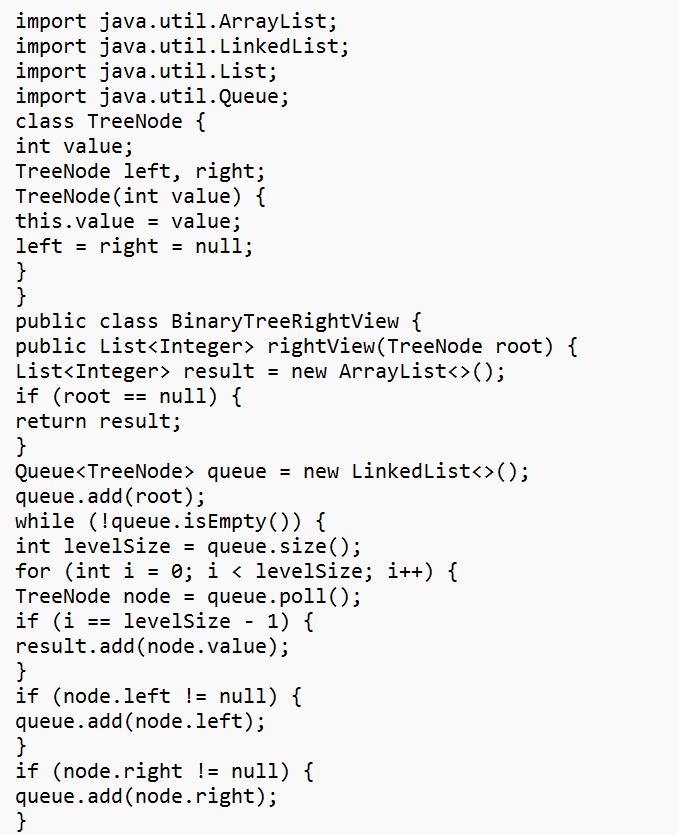 import java.util.ArrayList;
import java.util.LinkedList;
import java.util.List;
import java.util.Queue;
class TreeNode {
int value;
TreeNode left, right;
TreeNode(int value) {
this.value = value;
left = right = null;
}
}
public class BinaryTreeRightView {
public List<Integer> rightView(TreeNode root) {
List<Integer> result = new ArrayList<>();
if (root == null) {
return result;
}
Queue<TreeNode> queue = new LinkedList<>();
queue.add(root);
while (!queue.isEmpty()) {
int levelSize = queue.size();
for (int i = 0; i < levelSize; i++) {
TreeNode node = queue.poll();
if (i == levelSize - 1) {
result.add(node.value);
}
if (node.left != null) {
queue.add(node.left);
}
if (node.right != null) {
queue.add(node.right);
}